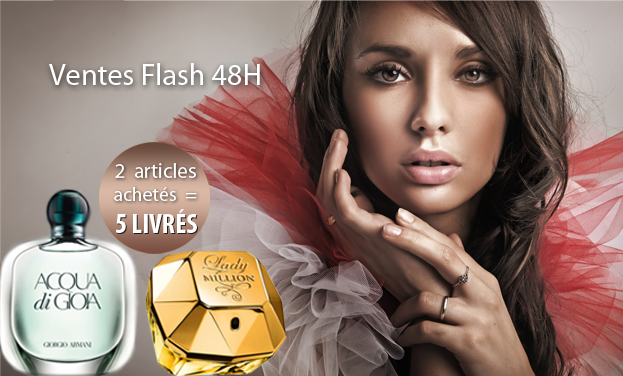 Ventes Flash 48H
2 articles
achetés =
5 LIVRÉS
ACQUA
di GIOIA
GIORGIO ARMANI
Lady
MILLION